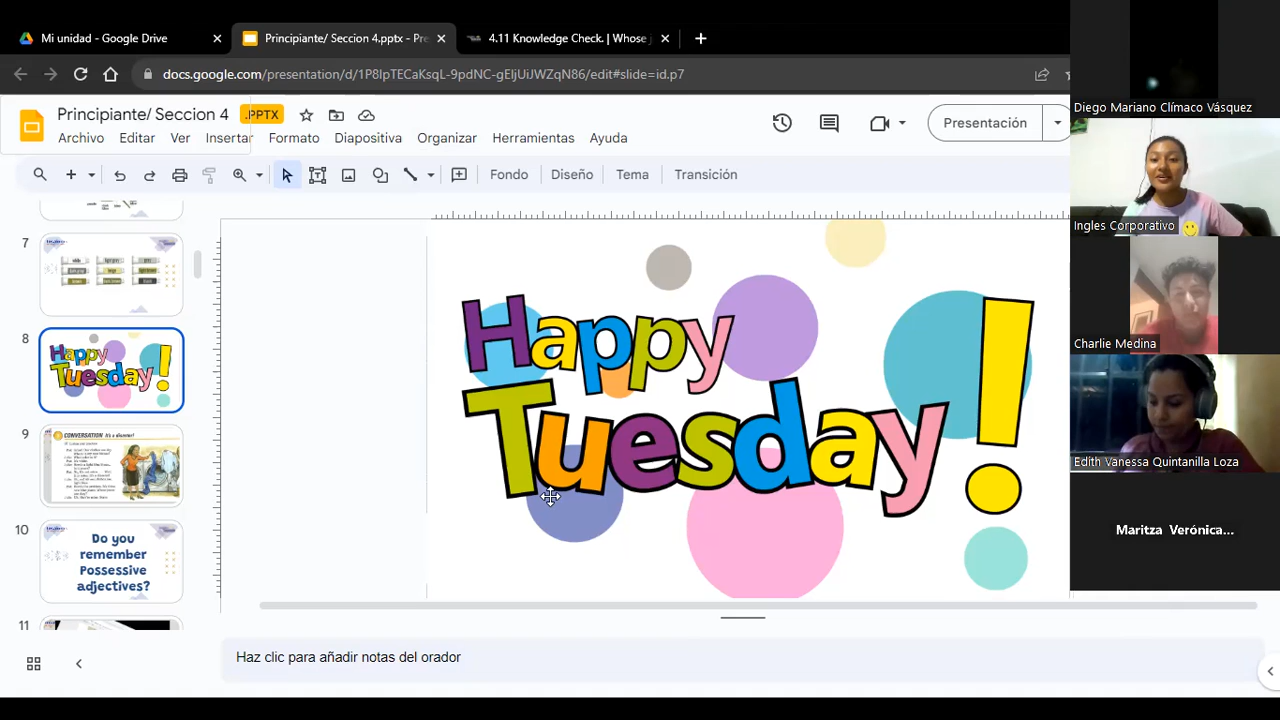 Mi unidad - Google Drive
Principiante/ Seccion 4.pptx - Pre
4.11 Knowledge Check. | Whose j
docs.google.com/presentation/d/1P8IpTECaKsqL-9pdNC-gEljUiJWZqN86/edit#slide=id.p7
Principiante/ Seccion 4
.PPTX
Archivo Editar Ver Insertar Formato Diapositiva Organizar Herramientas Ayuda
Presentación
Fondo Diseño Tema Transición
7
8
Happy
Tuesday!
9
CONVERSATION It's a disaster!
10
Do you
remember
Possessive
adjectives?
11
Happy
Tuesday!
Haz clic para añadir notas del orador
Diego Mariano Clímaco Vásquez
Ingles Corporativo
Charlie Medina
Edith Vanessa Quintanilla Loza
Maritza Verónica...